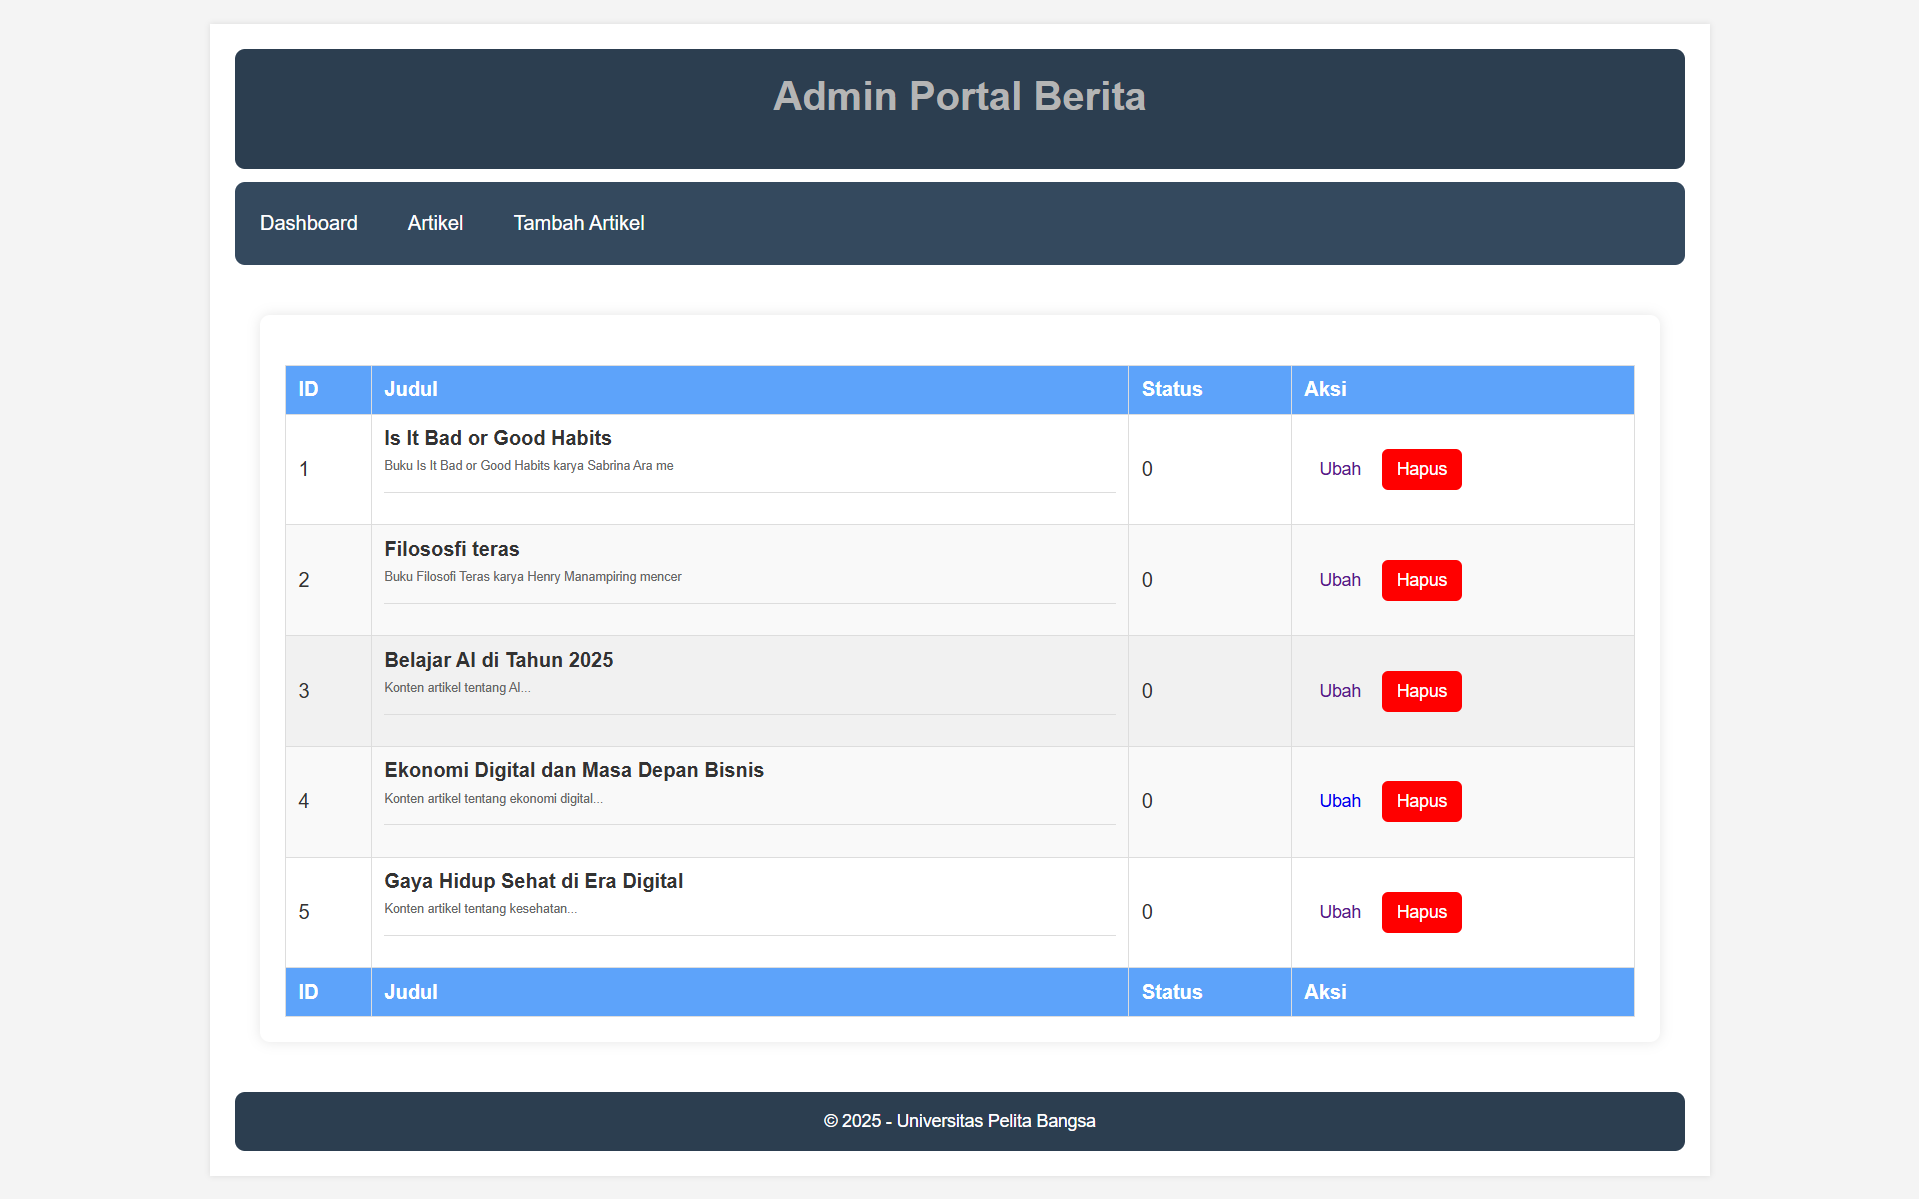 Admin Portal Berita
Dashboard Artikel Tambah Artikel
ID Judul Status Aksi
Is It Bad or Good Habits
Buku Is It Bad or Good Habits karya Sabrina Ara me
1 0 Ubah Hapus
Filososfi teras
Buku Filosofi Teras karya Henry Manampiring mencer
2 0 Ubah Hapus
Belajar AI di Tahun 2025
Konten artikel tentang AI...
3 0 Ubah Hapus
Ekonomi Digital dan Masa Depan Bisnis
Konten artikel tentang ekonomi digital...
4 0 Ubah Hapus
Gaya Hidup Sehat di Era Digital
Konten artikel tentang kesehatan...
5 0 Ubah Hapus
ID Judul Status Aksi
© 2025 - Universitas Pelita Bangsa